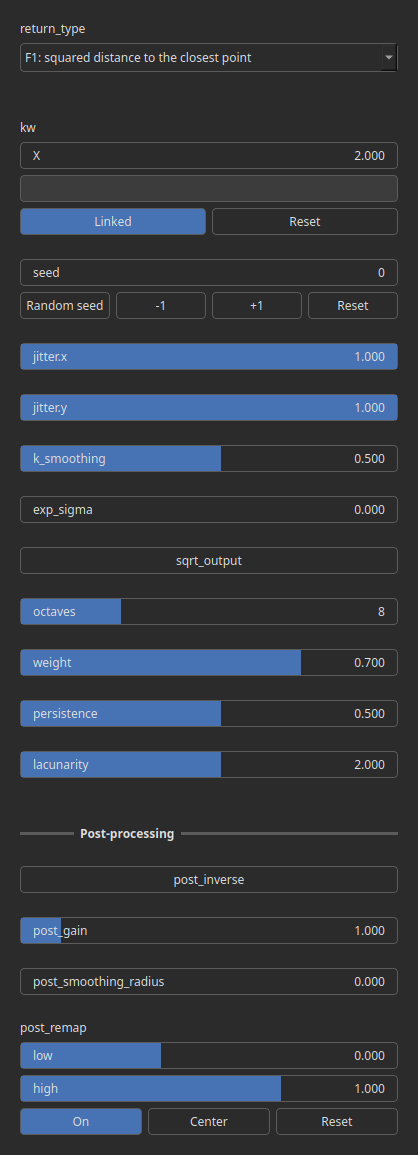 return_type
F1: squared distance to the closest point
kw
X 2.000
Linked Reset
seed 0
Random seed -1 +1 Reset
jitter.x 1.000
jitter.y 1.000
k_smoothing 0.500
exp_sigma 0.000
sqrt_output
octaves 8
weight 0.700
persistence 0.500
lacunarity 2.000
Post-processing
post_inverse
post_gain 1.000
post_smoothing_radius 0.000
post_remap
low 0.000
high 1.000
On Center Reset